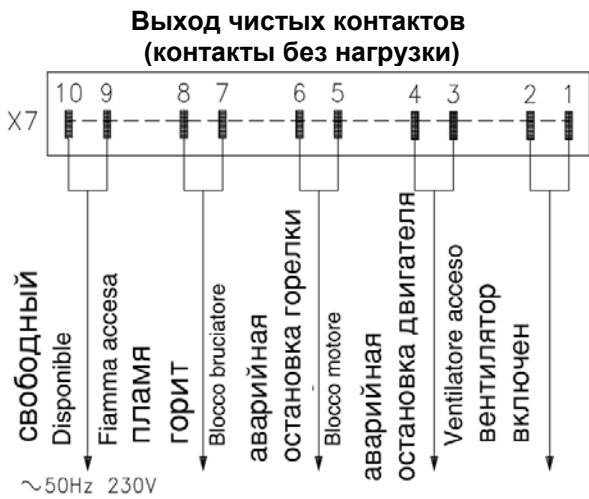 Выход чистых контактов
(контакты без нагрузки)
10 9 8 7 6 5 4 3 2 1
X7
свободный
Disponible
Fiamma accesa
пламя
горит
Blocco bruciatore
аварийная
остановка горелки
Blocco motore
аварийная
остановка двигателя
Ventilatore acceso
вентилятор
включен
~50Hz 230V